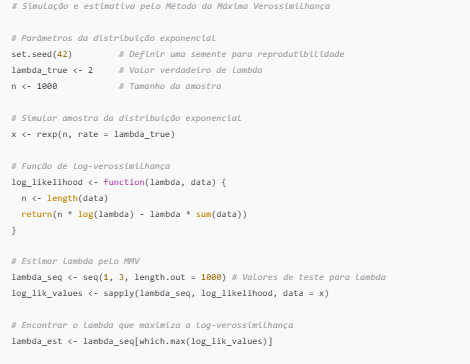 # Simulação e estimativa pelo Método da Máxima Verossimilhança
# Parâmetros da distribuição exponencial
set.seed(42)         # Definir uma semente para reprodutibilidade
lambda_true <- 2     # Valor verdadeiro de lambda
n <- 1000            # Tamanho da amostra
# Simular amostra da distribuição exponencial
x <- rexp(n, rate = lambda_true)
# Função de log-verossimilhança
log_likelihood <- function(lambda, data) {
  n <- length(data)
  return(n * log(lambda) - lambda * sum(data))
}
# Estimar lambda pelo MMV
lambda_seq <- seq(1, 3, length.out = 1000) # Valores de teste para lambda
log_lik_values <- sapply(lambda_seq, log_likelihood, data = x)
# Encontrar o lambda que maximiza a log-verossimilhança
lambda_est <- lambda_seq[which.max(log_lik_values)]